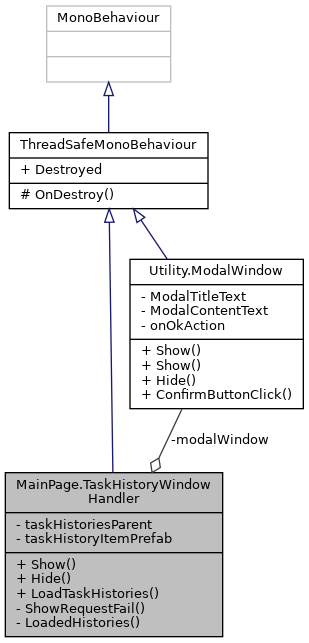 MonoBehaviour
ThreadSafeMonoBehaviour
+ Destroyed
# OnDestroy()
Utility.ModalWindow
- ModalTitleText
- ModalContentText
- onOkAction
+ Show()
+ Show()
+ Hide()
+ ConfirmButtonClick()
-modalWindow
MainPage.TaskHistoryWindow
Handler
- taskHistoriesParent
- taskHistoryItemPrefab
+ Show()
+ Hide()
+ LoadTaskHistories()
- ShowRequestFail()
- LoadedHistories()